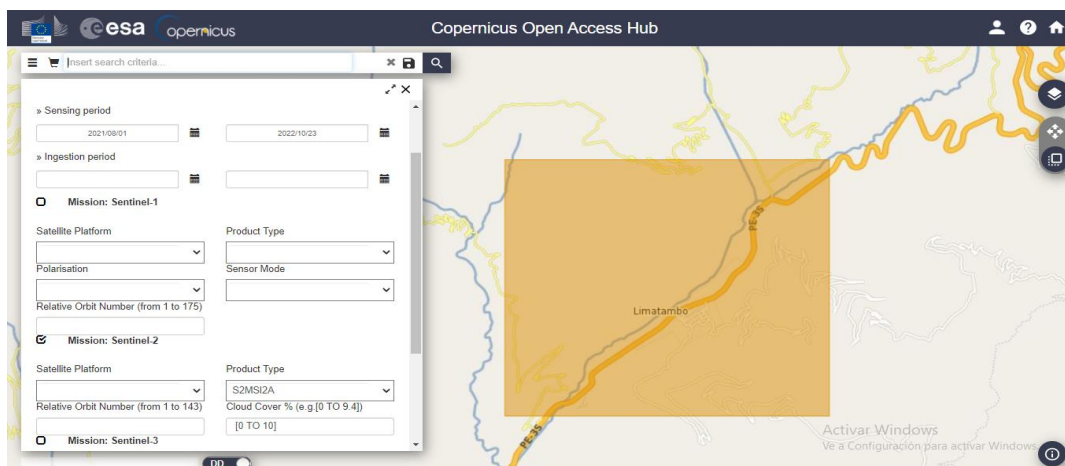 esa
opernicus
Copernicus Open Access Hub
Insert search criteria...
» Sensing period
2021/08/01 2022/10/23
» Ingestion period
Mission: Sentinel-1
Satellite Platform Product Type
Polarisation Sensor Mode
Relative Orbit Number (from 1 to 175)
Mission: Sentinel-2
Satellite Platform Product Type
S2MSI2A
Relative Orbit Number (from 1 to 143) Cloud Cover % (e.g.[0 TO 9.4])
[0 TO 10]
Mission: Sentinel-3
DD
PE-3S
Limatambo
PE-3S
Activar Windows
Ve a Configuración para activar Windows